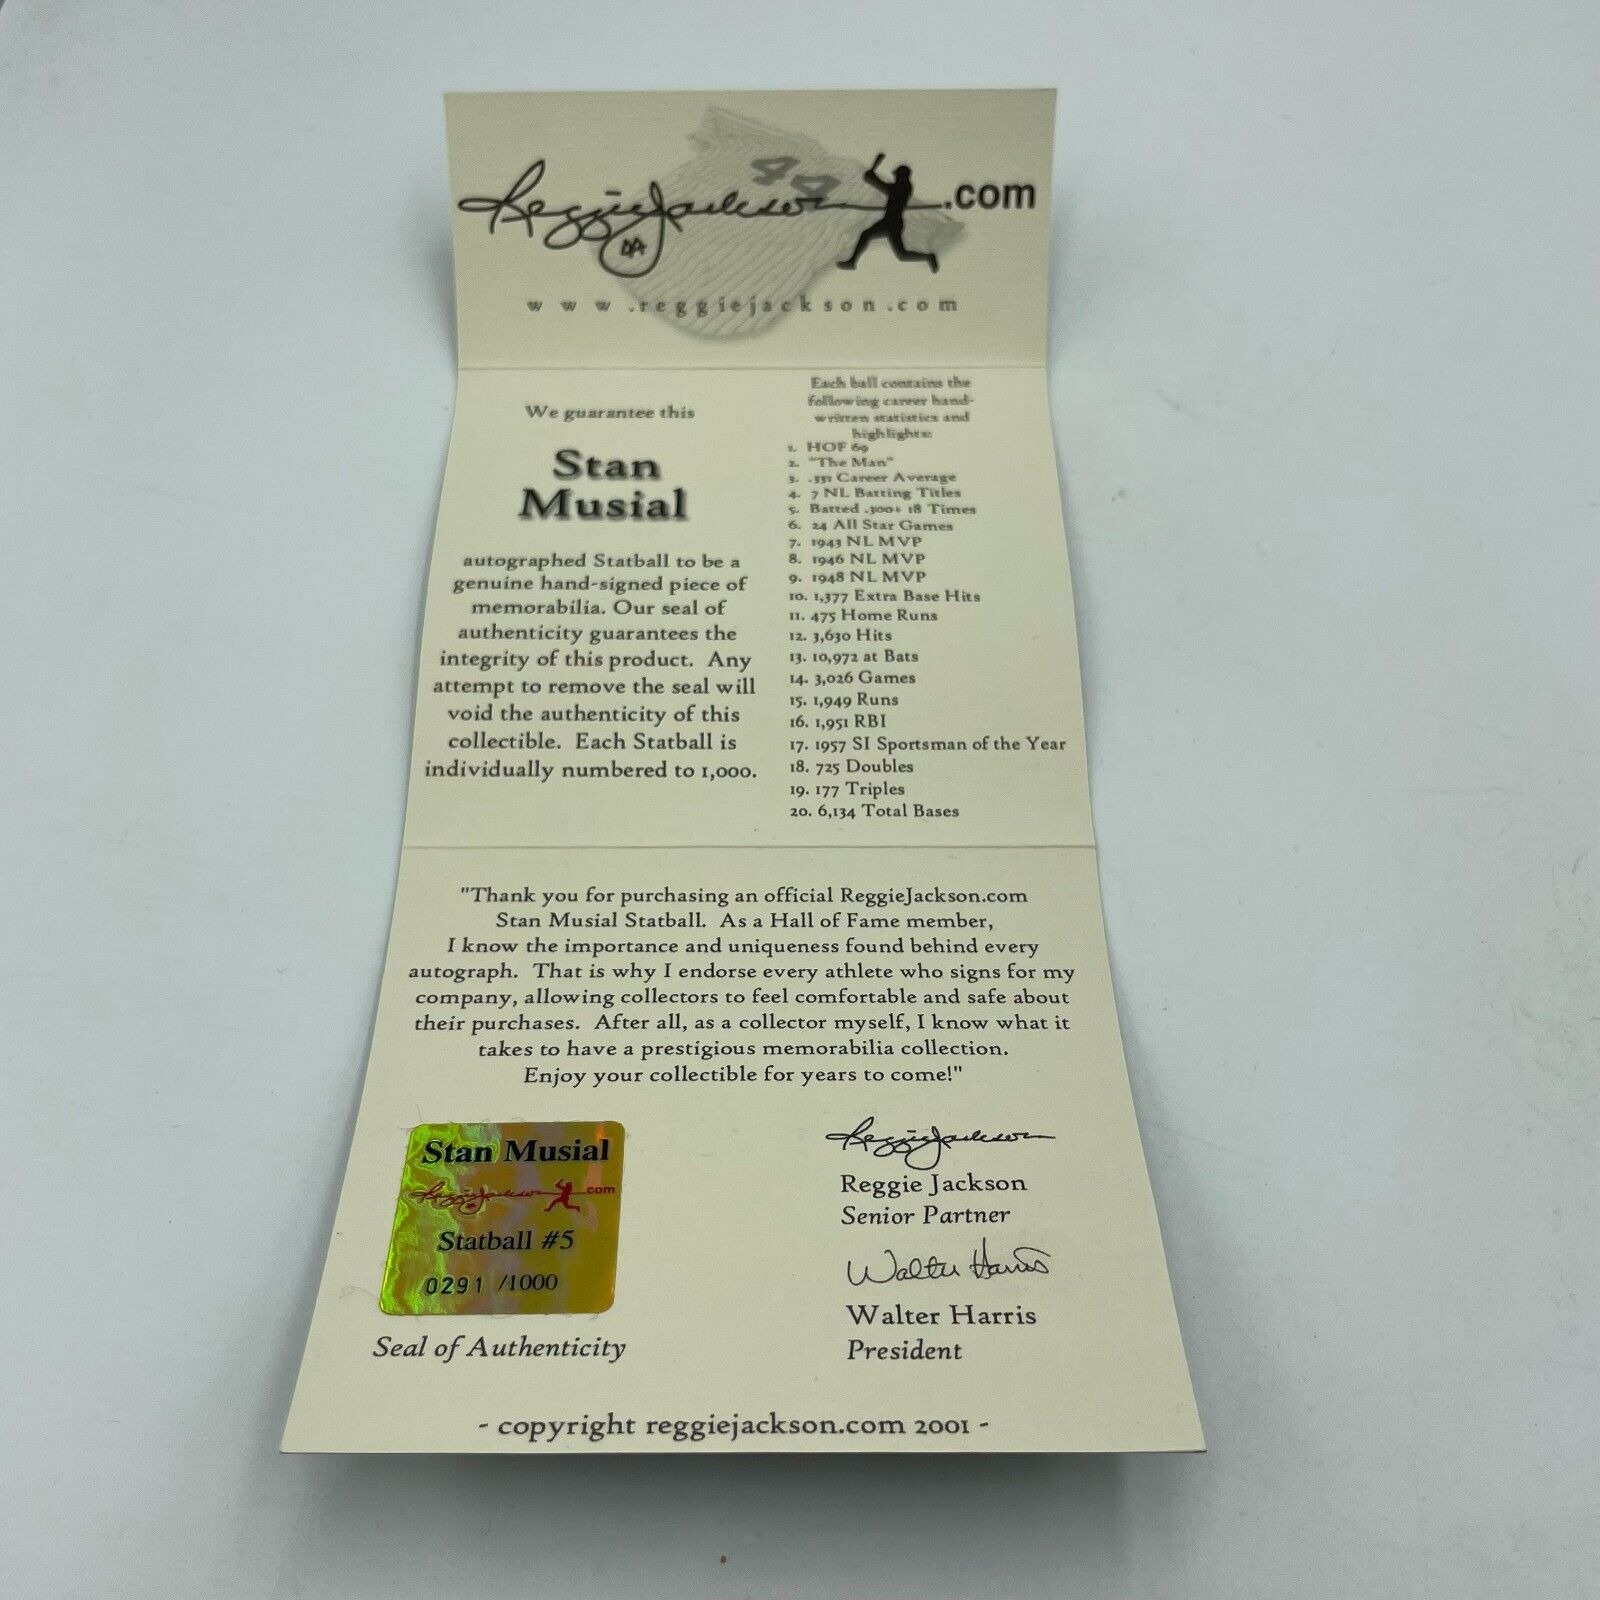 Reggie Jackson .com
44
www.reggiejackson.com
We guarantee this
Stan
Musial
autographed Statball to be a
genuine hand-signed piece of
memorabilia. Our seal of
authenticity guarantees the
integrity of this product. Any
attempt to remove the seal will
void the authenticity of this
collectible. Each Statball is
individually numbered to 1,000.
Each ball contains the
following career hand-
written statistics and
highlights:
1. HOF 69
2. "The Man"
3. .331 Career Average
4. 7 NL Batting Titles
5. Batted .300+ 18 Times
6. 24 All Star Games
7. 1943 NL MVP
8. 1946 NL MVP
9. 1948 NL MVP
10. 1,377 Extra Base Hits
11. 475 Home Runs
12. 3,630 Hits
13. 10,972 at Bats
14. 3,026 Games
15. 1,949 Runs
16. 1,951 RBI
17. 1957 SI Sportsman of the Year
18. 725 Doubles
19. 177 Triples
20. 6,134 Total Bases
"Thank you for purchasing an official ReggieJackson.com
Stan Musial Statball. As a Hall of Fame member,
I know the importance and uniqueness found behind every
autograph. That is why I endorse every athlete who signs for my
company, allowing collectors to feel comfortable and safe about
their purchases. After all, as a collector myself, I know what it
takes to have a prestigious memorabilia collection.
Enjoy your collectible for years to come!"
Stan Musial
Reggie Jackson .com
Statball #5
0291 /1000
Seal of Authenticity
Reggie Jackson
Reggie Jackson
Senior Partner
Walter Harris
Walter Harris
President
- copyright reggiejackson.com 2001 -